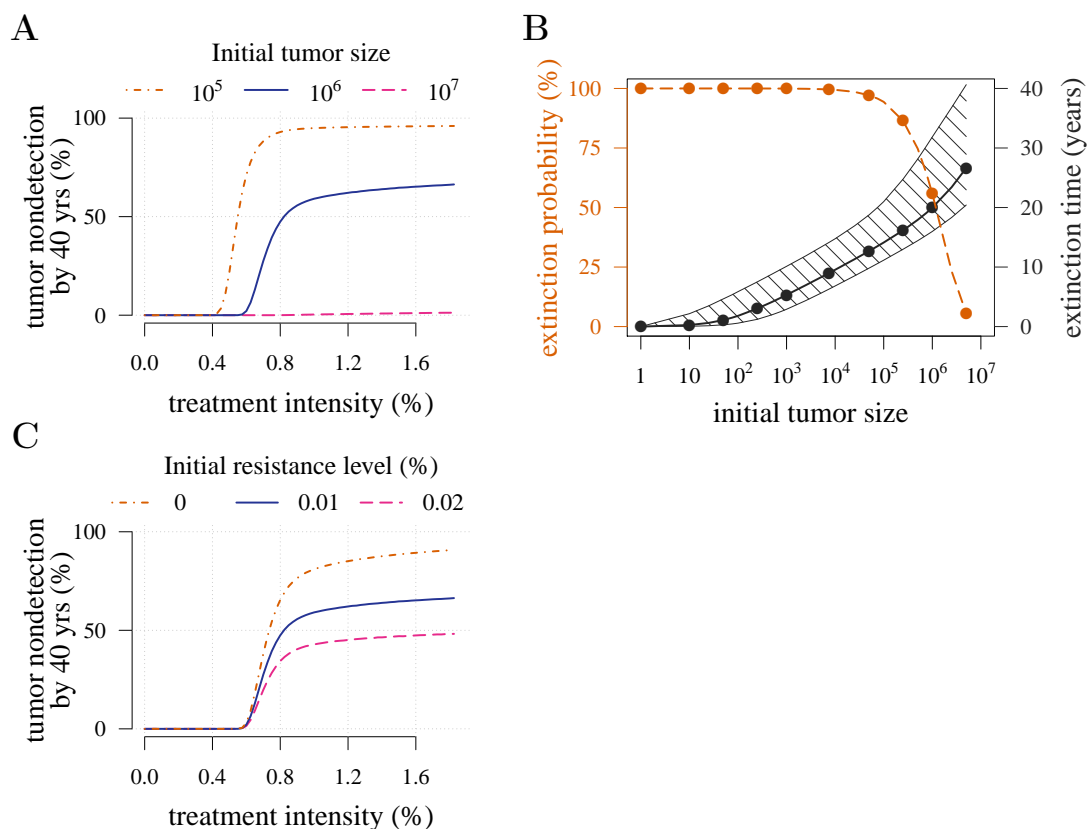 A
Initial tumor size
10^5 10^6 10^7
tumor nondetection
by 40 yrs (%)
100
50
0
0.0 0.4 0.8 1.2 1.6
treatment intensity (%)
B
extinction probability (%)
100
75
50
25
0
40
30
20
10
0
extinction time (years)
1 10 10^2 10^3 10^4 10^5 10^6 10^7
initial tumor size
C
Initial resistance level (%)
0 0.01 0.02
tumor nondetection
by 40 yrs (%)
100
50
0
0.0 0.4 0.8 1.2 1.6
treatment intensity (%)